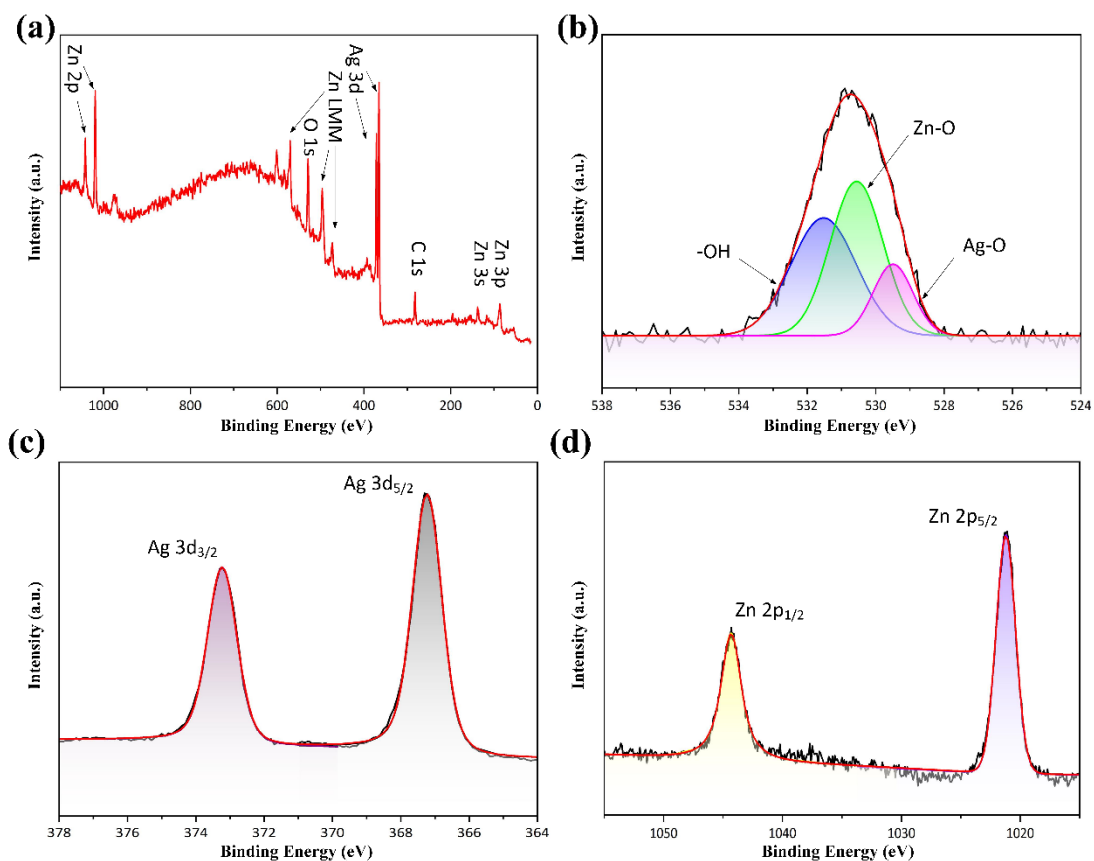 (a)
Zn 2p
Zn LMM
O 1s
Ag 3d
C 1s
Zn 3s
Zn 3p
Intensity (a.u.)
1000 800 600 400 200 0
Binding Energy (eV)
(b)
-OH
Zn-O
Ag-O
Intensity (a.u.)
538 536 534 532 530 529 528 526 524
Binding Energy (eV)
(c)
Ag 3d3/2
Ag 3d5/2
Intensity (a.u.)
378 376 374 373 372 370 368 367 366 364
Binding Energy (eV)
(d)
Zn 2p1/2
Zn 2p5/2
Intensity (a.u.)
1050 1040 1030 1020
Binding Energy (eV)